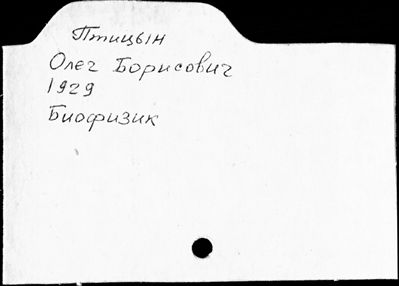 Птицын
Олег Борисович
1929
Биофизик